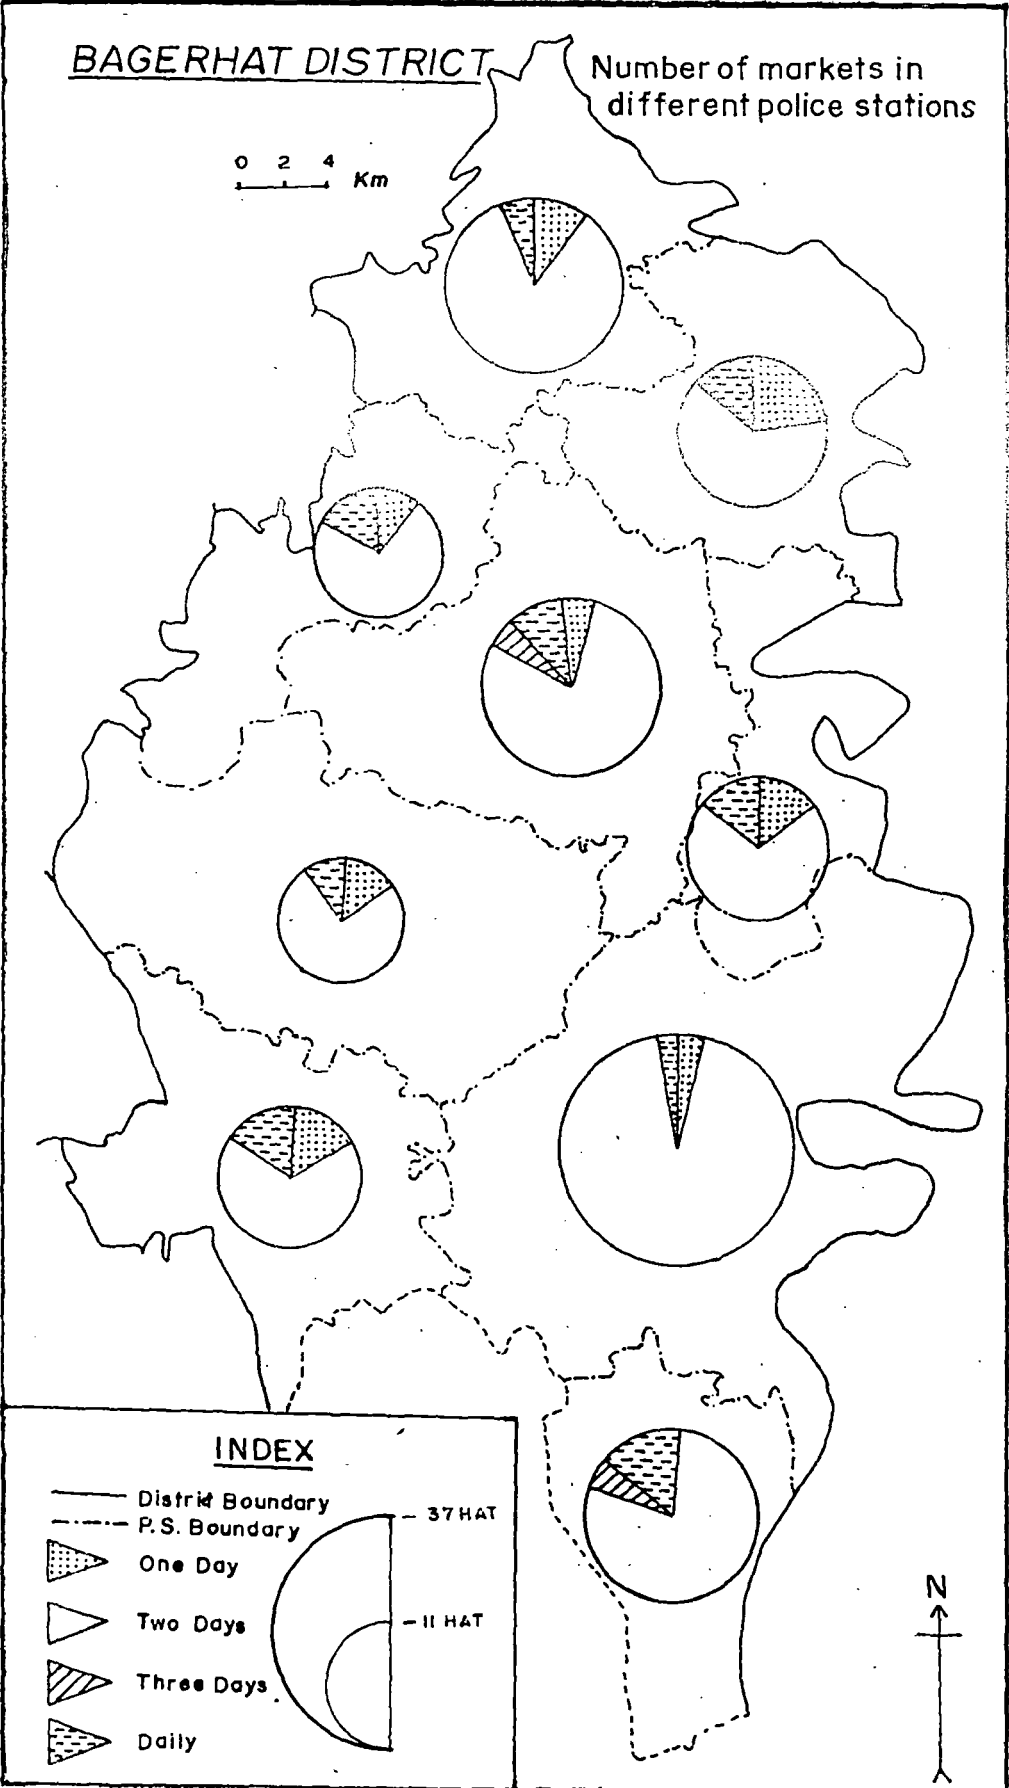 BAGERHAT DISTRICT
Number of markets in
different police stations
0 2 4 Km
INDEX
District Boundary
P.S. Boundary
One Day
Two Days
Three Days
Daily
37 HAT
11 HAT
N